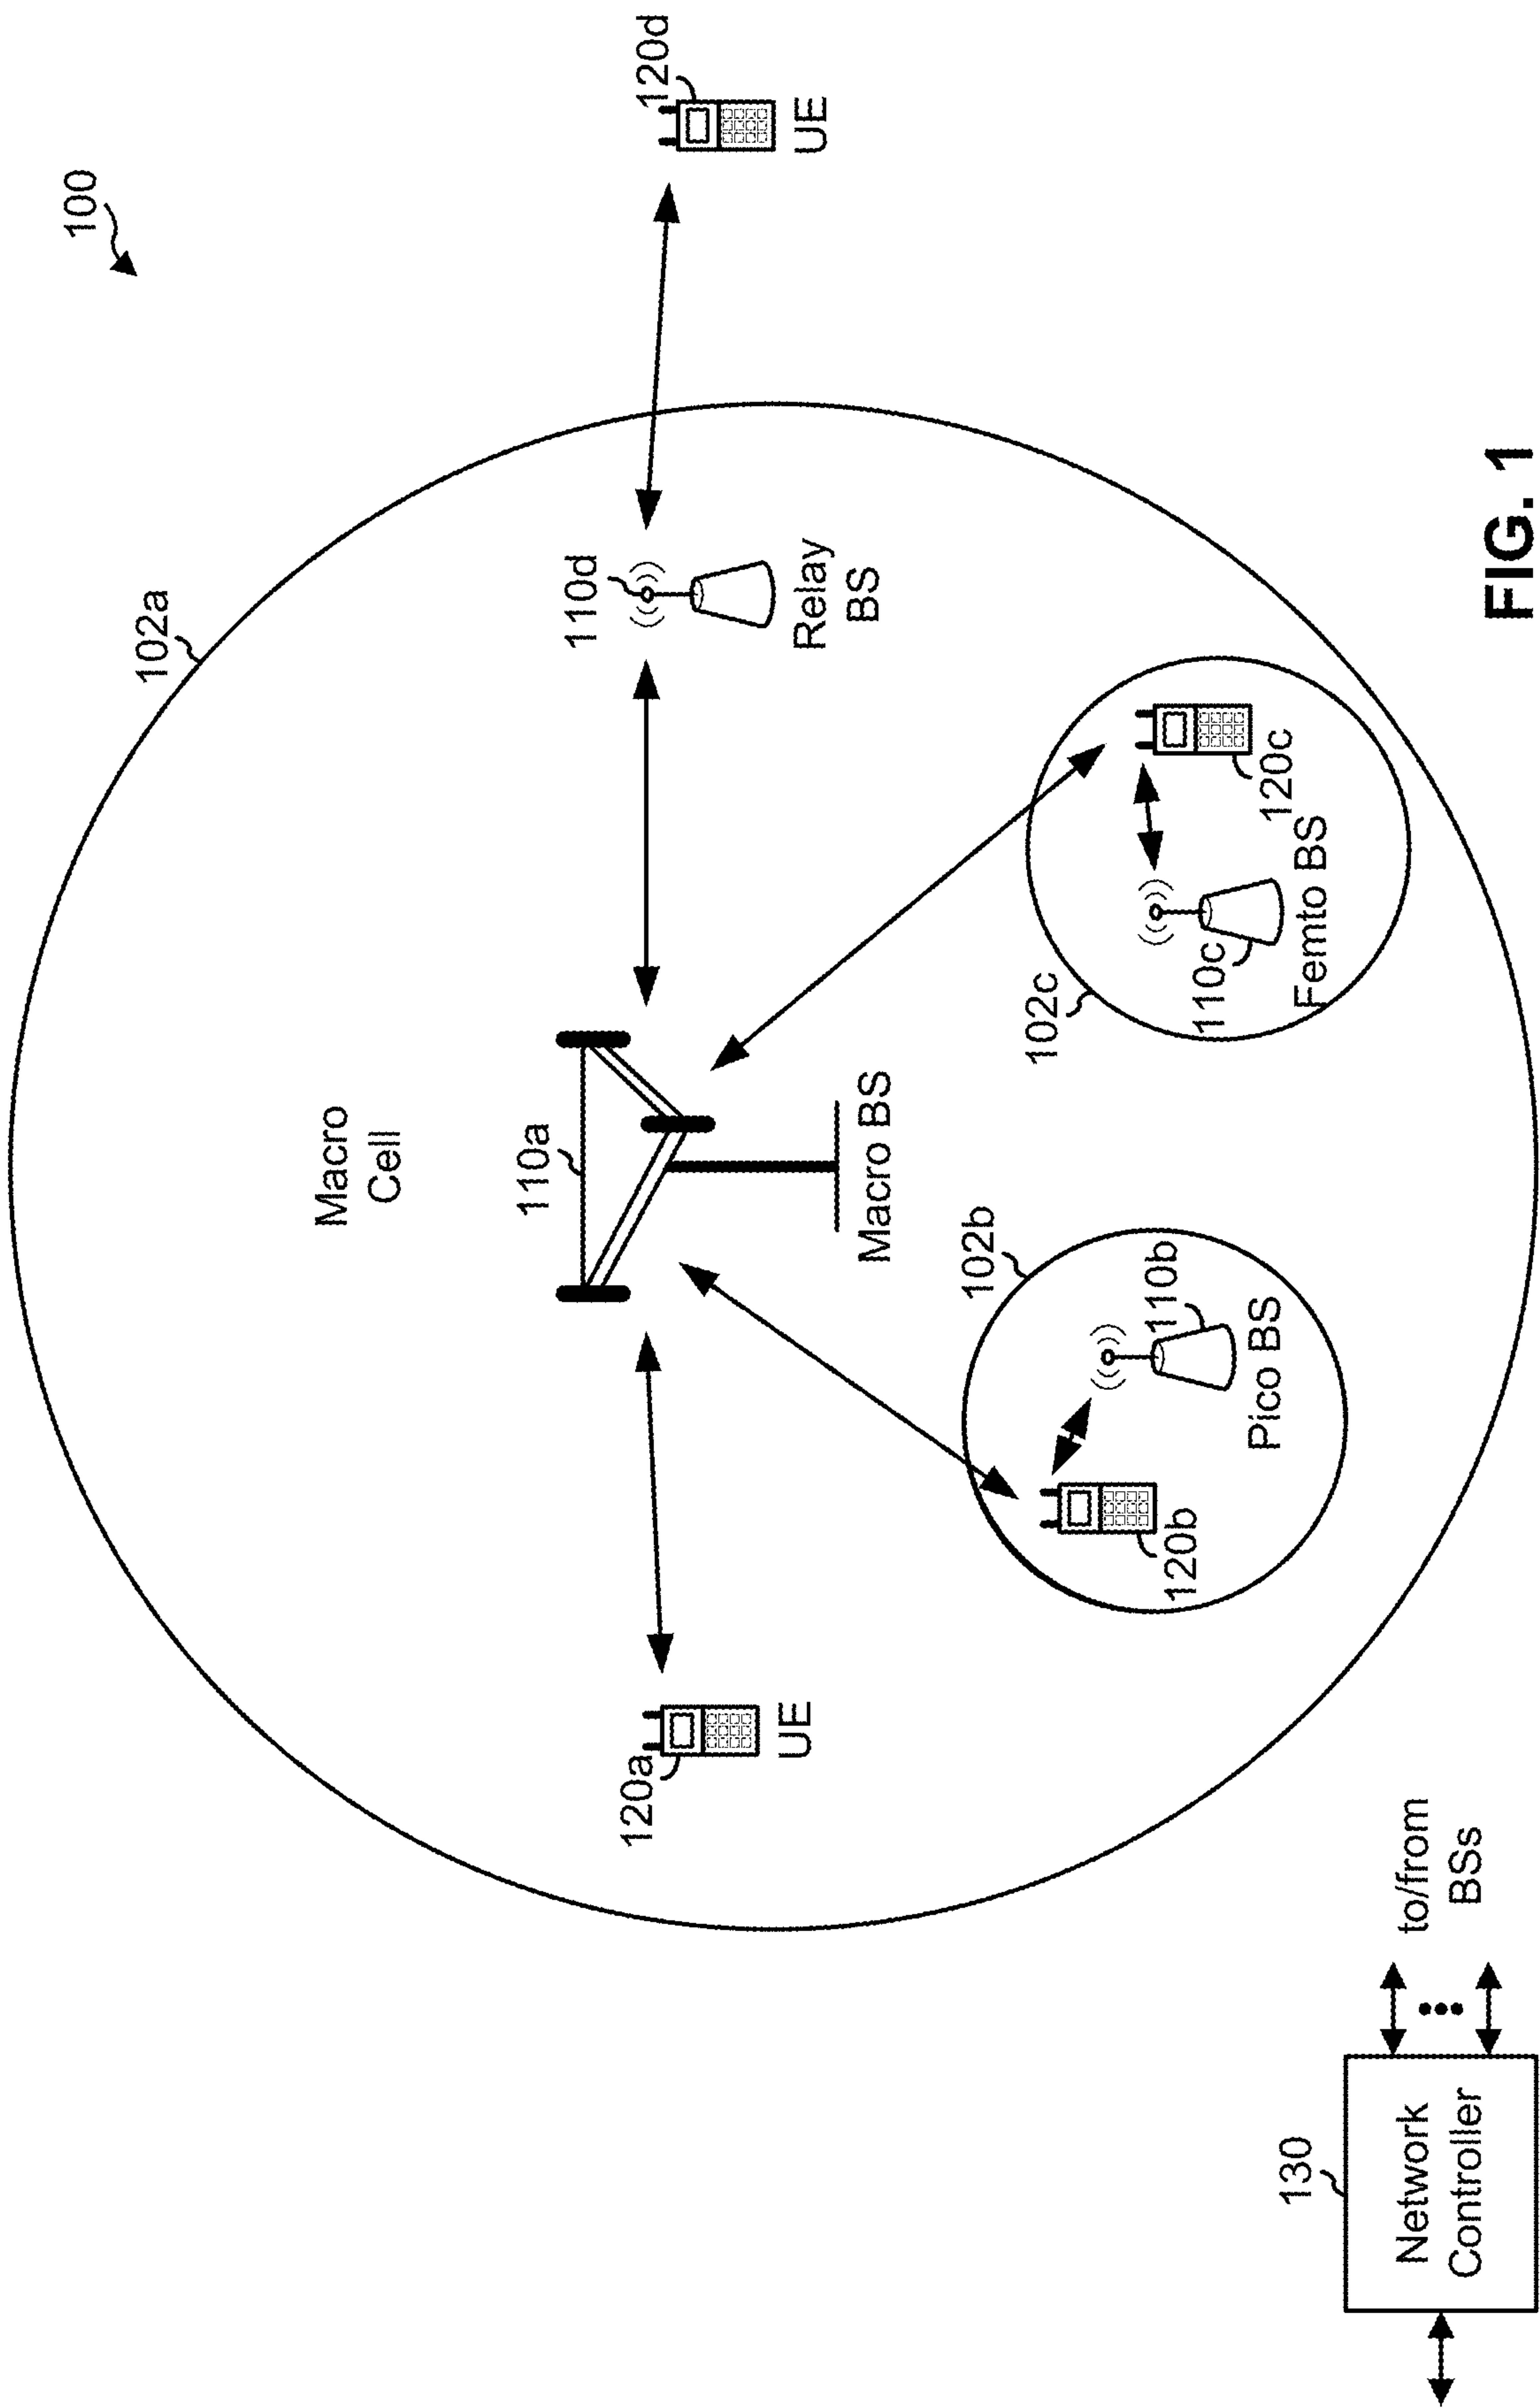 100
102a
Macro
Cell
110a
110d
120d
UE
120a
UE
Relay
BS
Macro BS
102b
102c
120b
110b
Pico BS
110c
120c
Femto BS
130
Network
Controller
to/from
BSs
FIG. 1